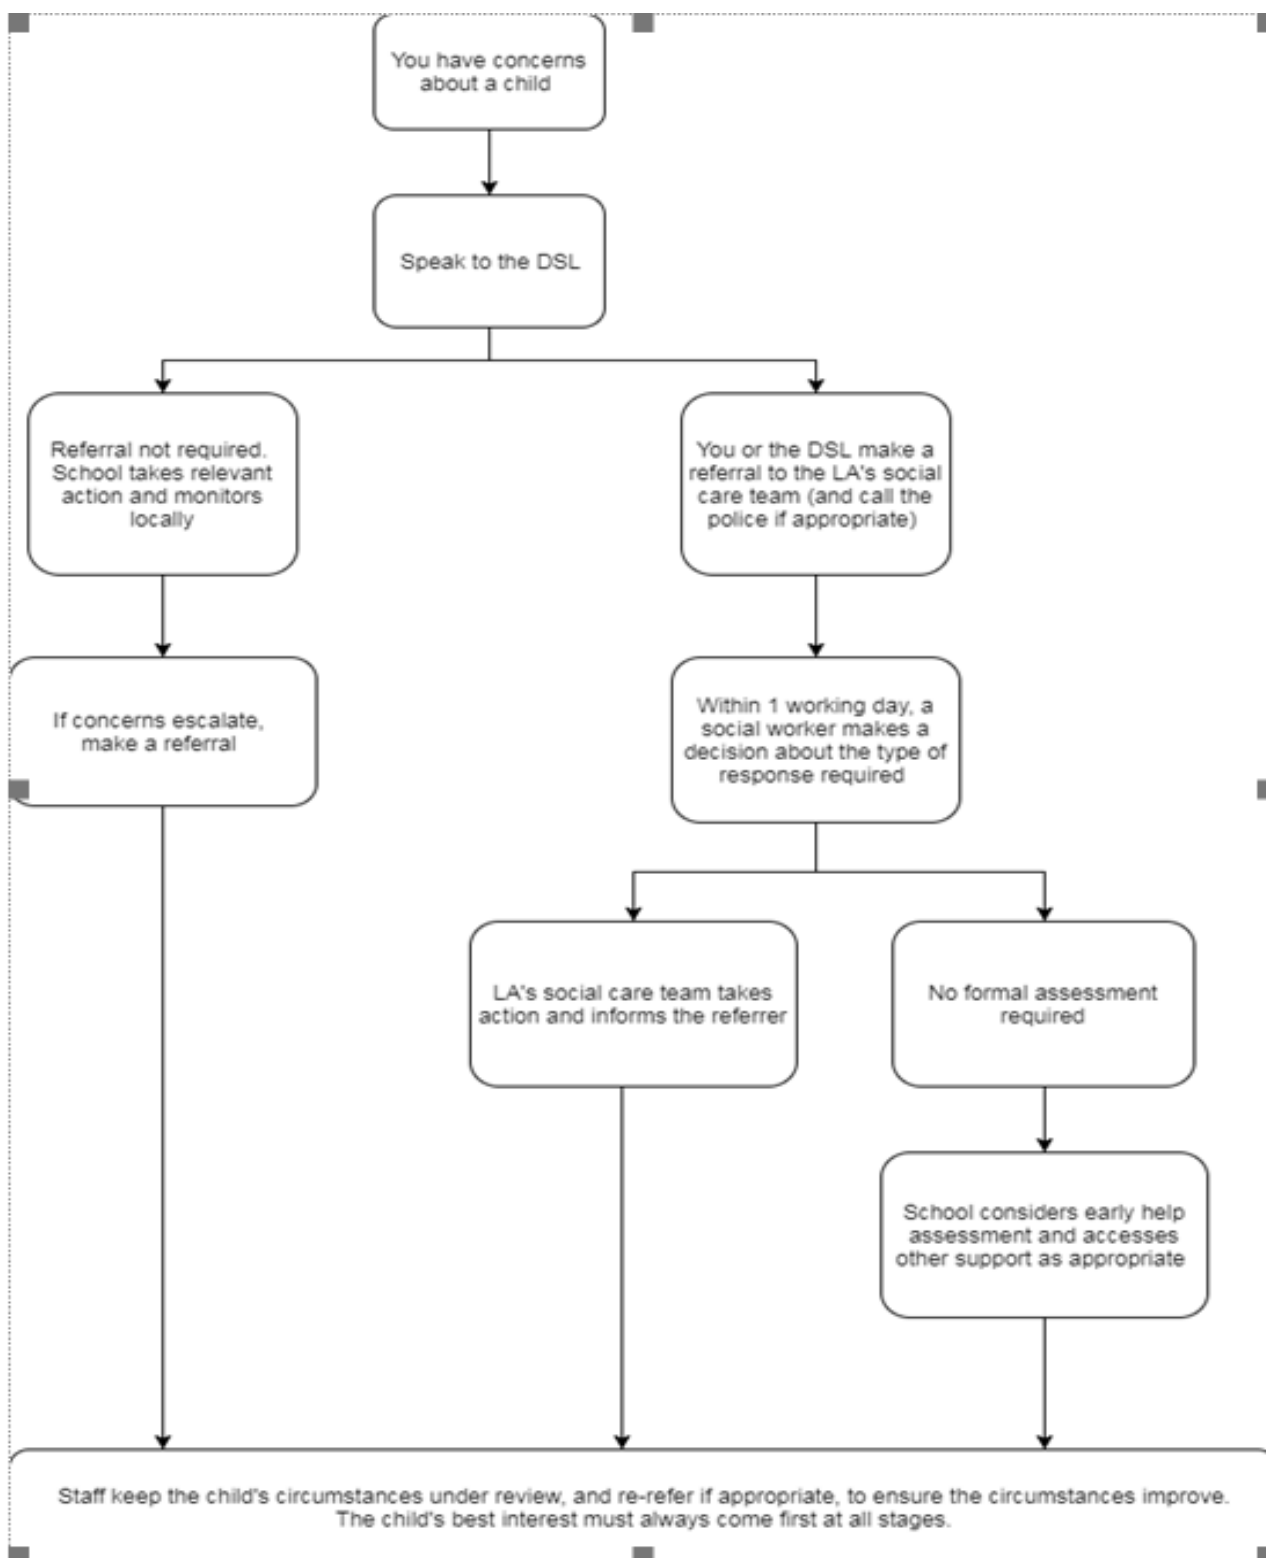 You have concerns
about a child
Speak to the DSL
Referral not required.
School takes relevant
action and monitors
locally
You or the DSL make a
referral to the LA's social
care team (and call the
police if appropriate)
If concerns escalate,
make a referral
Within 1 working day, a
social worker makes a
decision about the type of
response required
LA's social care team takes
action and informs the referrer
No formal assessment
required
School considers early help
assessment and accesses
other support as appropriate
Staff keep the child's circumstances under review, and re-refer if appropriate, to ensure the circumstances improve.
The child's best interest must always come first at all stages.